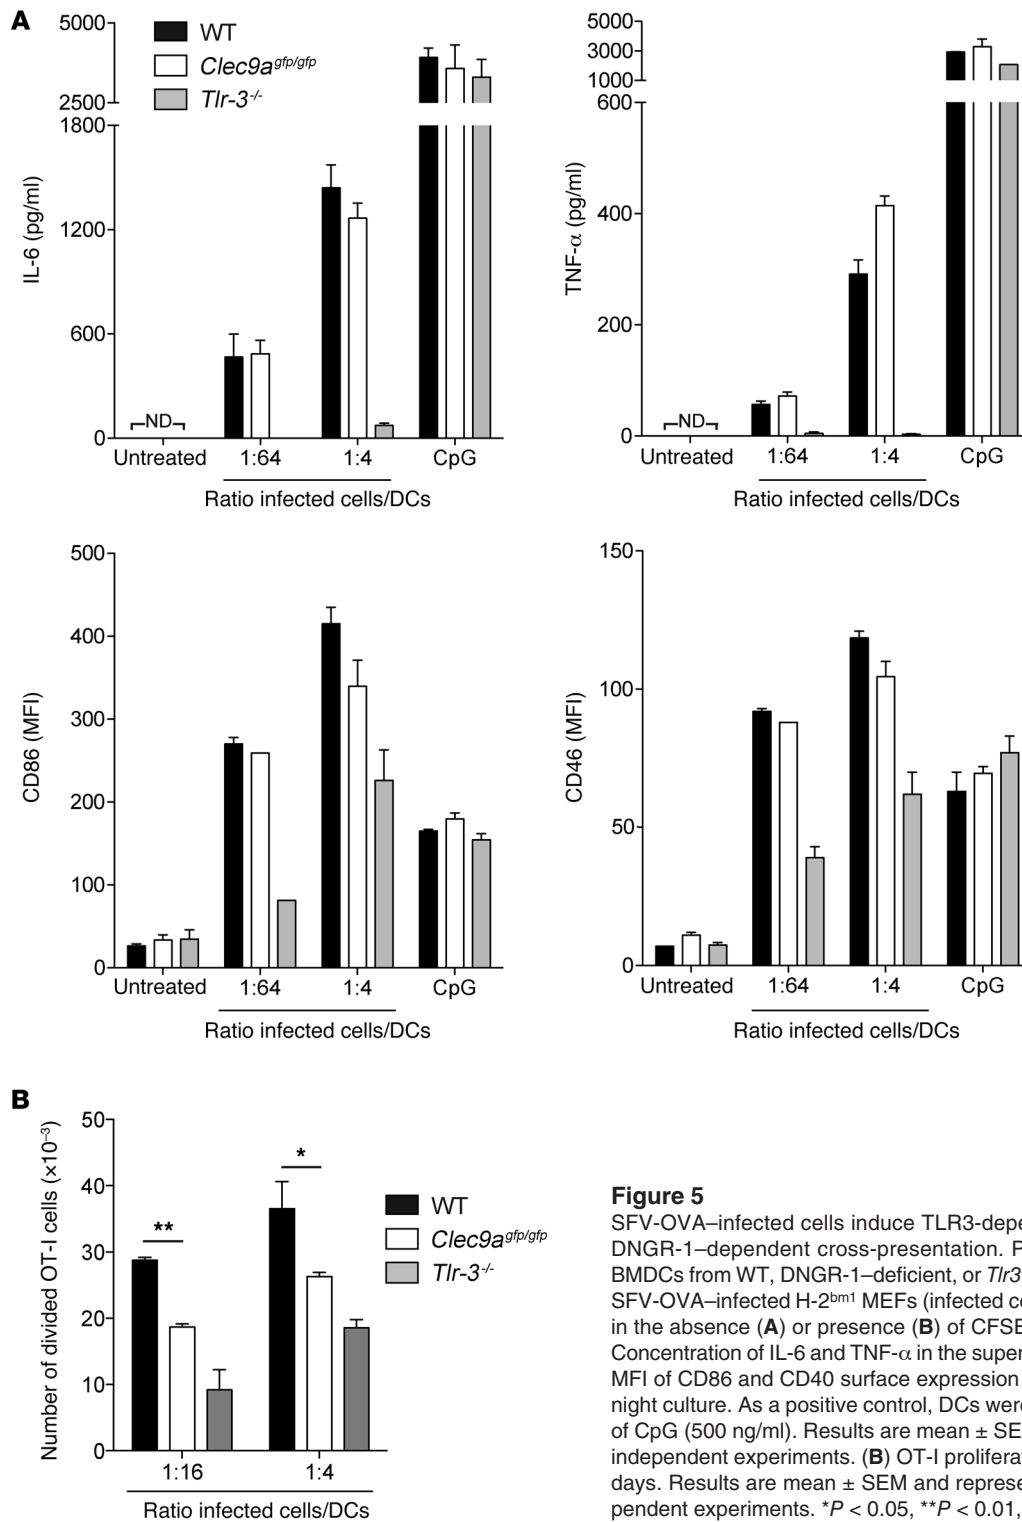 A
WT
Clec9a^gfp/gfp
Tlr-3^-/-
5000
2500
1800
1200
600
0
IL-6 (pg/ml)
ND
Untreated 1:64 1:4 CpG
Ratio infected cells/DCs
5000
3000
1000
600
400
200
0
TNF-α (pg/ml)
ND
Untreated 1:64 1:4 CpG
Ratio infected cells/DCs
500
400
300
200
100
0
CD86 (MFI)
Untreated 1:64 1:4 CpG
Ratio infected cells/DCs
150
100
50
0
CD46 (MFI)
Untreated 1:64 1:4 CpG
Ratio infected cells/DCs
B
50
40
30
20
10
0
Number of divided OT-I cells (×10^–3)
**
*
WT
Clec9a^gfp/gfp
Tlr-3^-/-
1:16 1:4
Ratio infected cells/DCs
Figure 5
SFV-OVA–infected cells induce TLR3-depe
DNGR-1–dependent cross-presentation. P
BMDCs from WT, DNGR-1–deficient, or Tlr3
SFV-OVA–infected H-2^bm1 MEFs (infected ce
in the absence (A) or presence (B) of CFSE
Concentration of IL-6 and TNF-α in the super
MFI of CD86 and CD40 surface expression
night culture. As a positive control, DCs were
of CpG (500 ng/ml). Results are mean ± SE
independent experiments. (B) OT-I prolifera
days. Results are mean ± SEM and represe
pendent experiments. *P < 0.05, **P < 0.01,